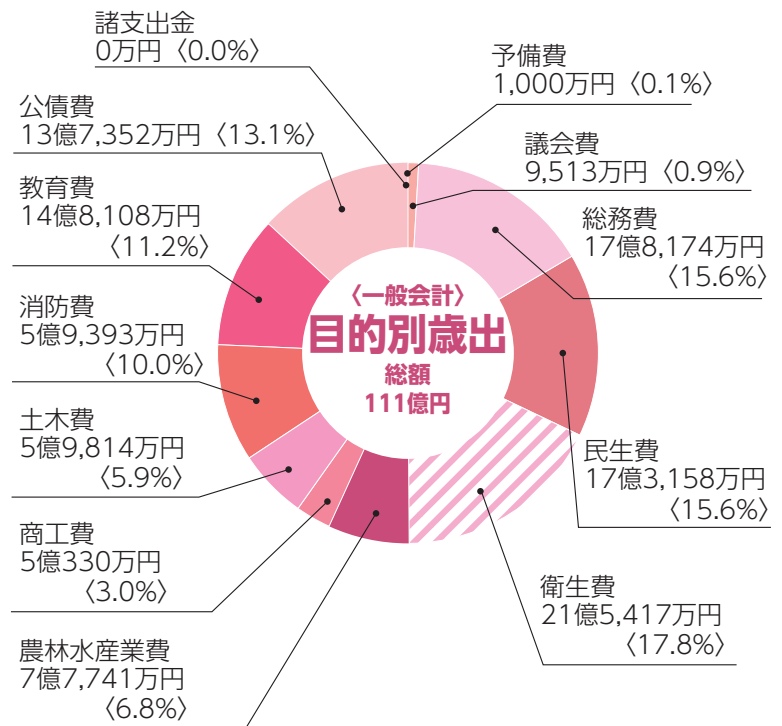 諸支出金
0万円〈0.0%〉
予備費
1,000万円〈0.1%〉
公債費
13億7,352万円〈13.1%〉
議会費
9,513万円〈0.9%〉
教育費
14億8,108万円
〈11.2%〉
総務費
17億8,174万円
〈15.6%〉
消防費
5億9,393万円
〈10.0%〉
〈一般会計〉
目的別歳出
総額
111億円
土木費
5億9,814万円
〈5.9%〉
民生費
17億3,158万円
〈15.6%〉
商工費
5億330万円
〈3.0%〉
衛生費
21億5,417万円
〈17.8%〉
農林水産業費
7億7,741万円
〈6.8%〉